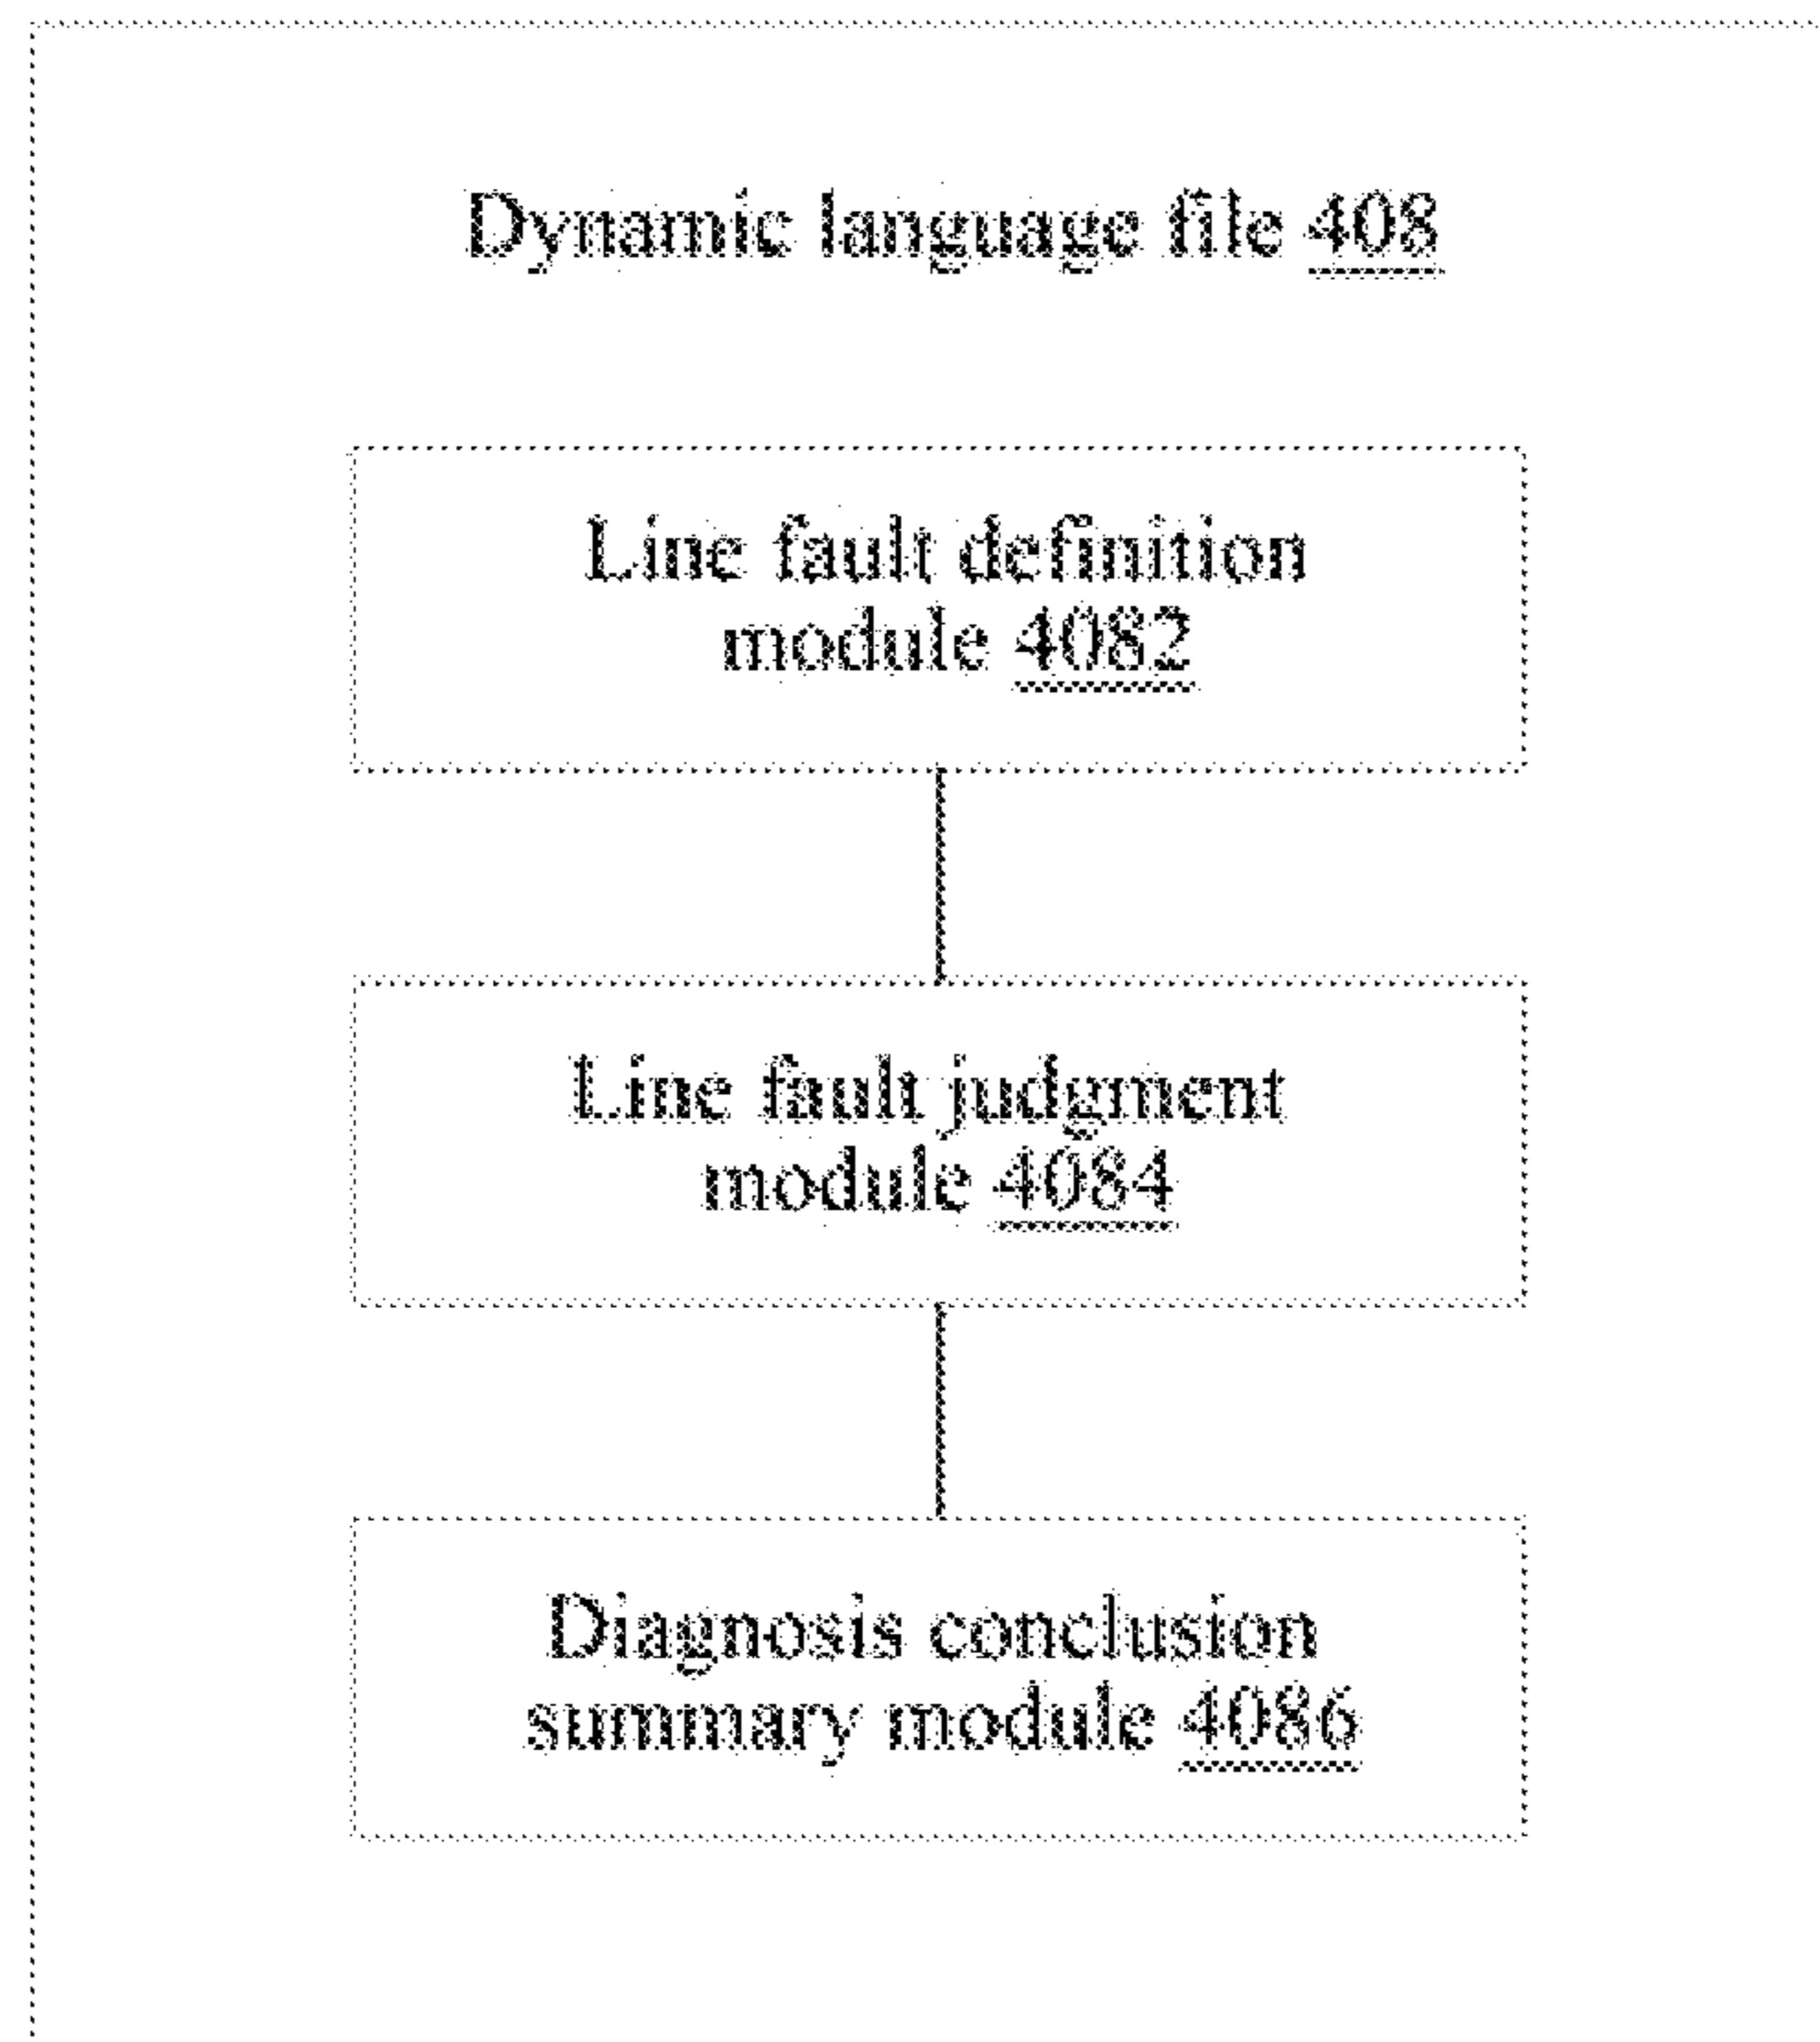 Dynamic language file 408
Line fault definition
module 4082
Line fault judgment
module 4084
Diagnosis conclusion
summary module 4086